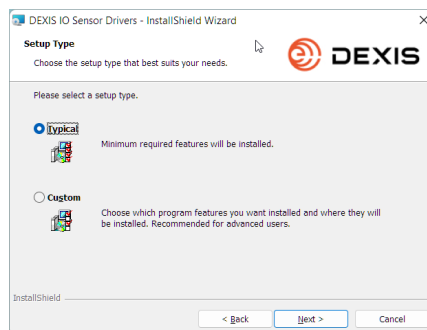 DEXIS IO Sensor Drivers - InstallShield Wizard
Setup Type
Choose the setup type that best suits your needs.
DEXIS
Please select a setup type.
Typical
Minimum required features will be installed.
Custom
Choose which program features you want installed and where they will
be installed. Recommended for advanced users.
InstallShield
< Back
Next >
Cancel